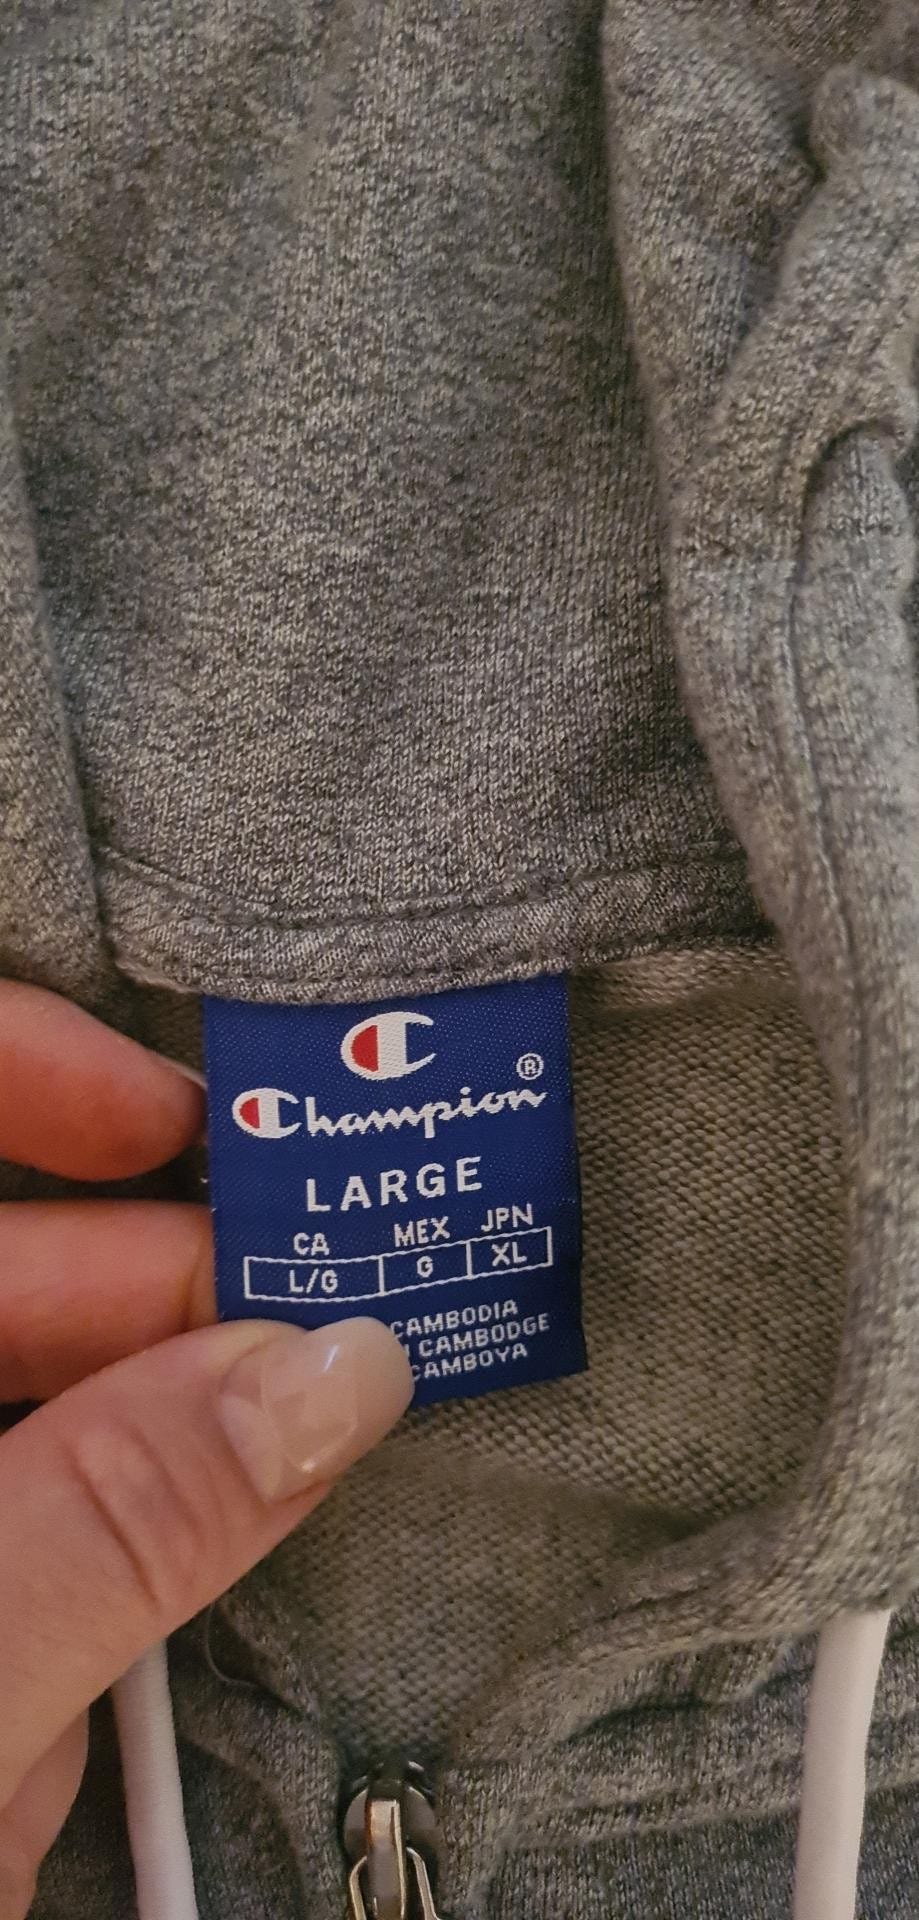 C
Champion®
LARGE
CA MEX JPN
L/G G XL
CAMBODIA
CAMBODGE
CAMBOYA